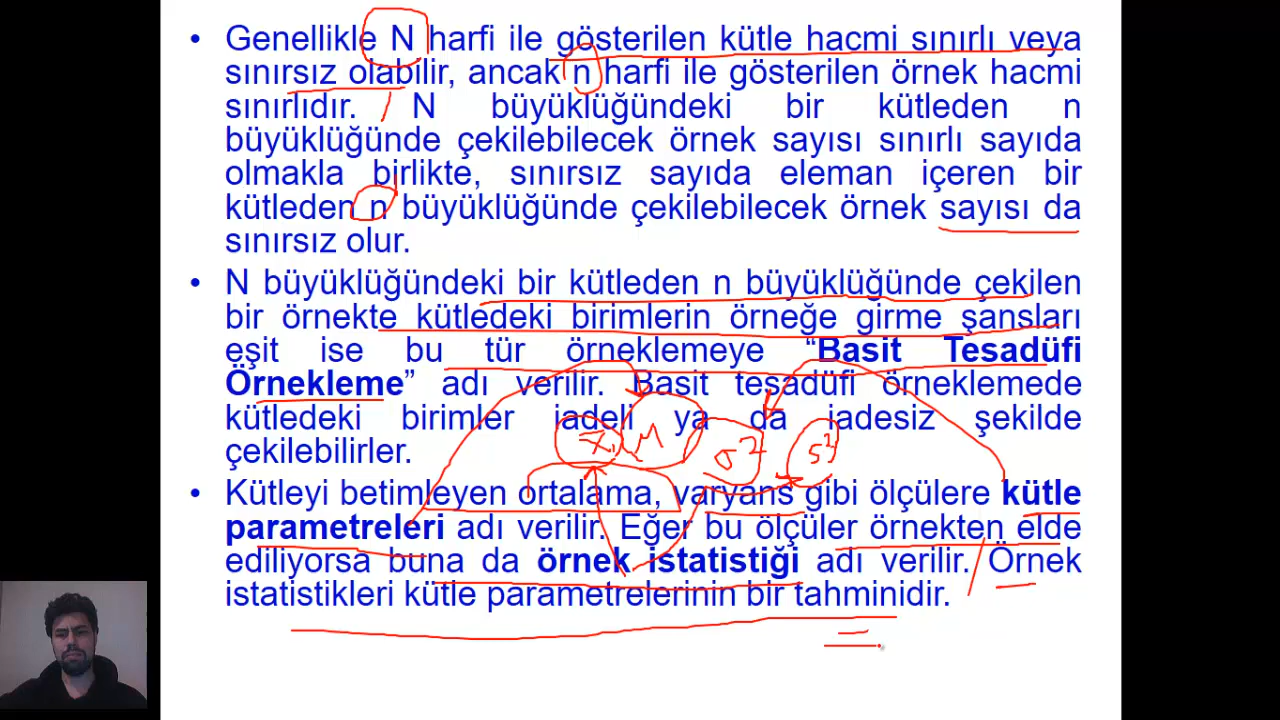 • Genellikle N harfi ile gösterilen kütle hacmi sınırlı veya
sınırsız olabilir, ancak n harfi ile gösterilen örnek hacmi
sınırlıdır. N büyüklüğündeki bir kütleden n
büyüklüğünde çekilebilecek örnek sayısı sınırlı sayıda
olmakla birlikte, sınırsız sayıda eleman içeren bir
kütleden n büyüklüğünde çekilebilecek örnek sayısı da
sınırsız olur.
• N büyüklüğündeki bir kütleden n büyüklüğünde çekilen
bir örnekte kütledeki birimlerin örneğe girme şansları
eşit ise bu tür örneklemeye “Basit Tesadüfi
Örnekleme” adı verilir. Basit tesadüfi örneklemede
kütledeki birimler iadeli ya da iadesiz şekilde
çekilebilirler.
x̄, μ σ² s²
• Kütleyi betimleyen ortalama, varyans gibi ölçülere kütle
parametreleri adı verilir. Eğer bu ölçüler örnekten elde
ediliyorsa buna da örnek istatistiği adı verilir. Örnek
istatistikleri kütle parametrelerinin bir tahminidir.